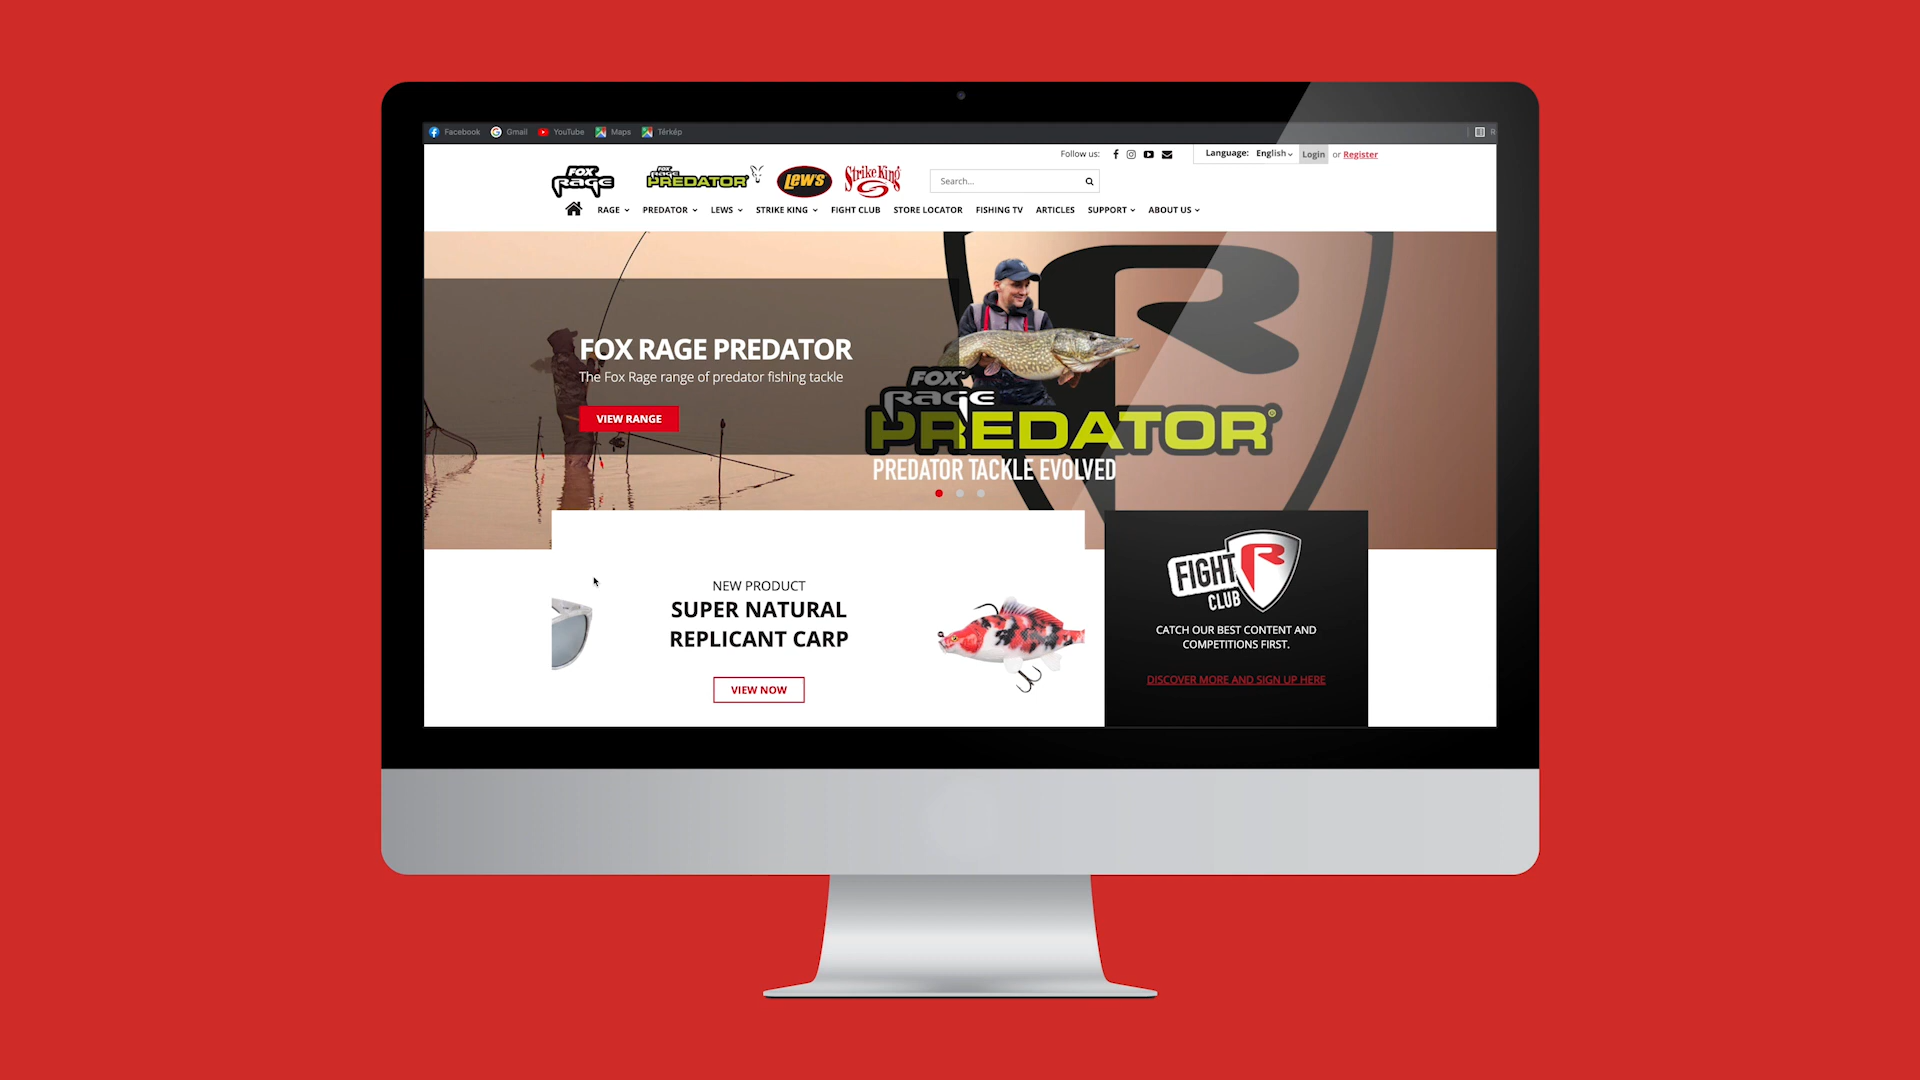 Facebook Gmail YouTube Maps Térkép
Follow us: Language: English Login or Register
FOX RAGE FOX RAGE PREDATOR LEW'S Strike King
Search...
RAGE PREDATOR LEWS STRIKE KING FIGHT CLUB STORE LOCATOR FISHING TV ARTICLES SUPPORT ABOUT US
FOX RAGE PREDATOR
The Fox Rage range of predator fishing tackle
VIEW RANGE
FOX
RAGE
PREDATOR®
PREDATOR TACKLE EVOLVED
NEW PRODUCT
SUPER NATURAL
REPLICANT CARP
VIEW NOW
FIGHT
CLUB
CATCH OUR BEST CONTENT AND
COMPETITIONS FIRST.
DISCOVER MORE AND SIGN UP HERE